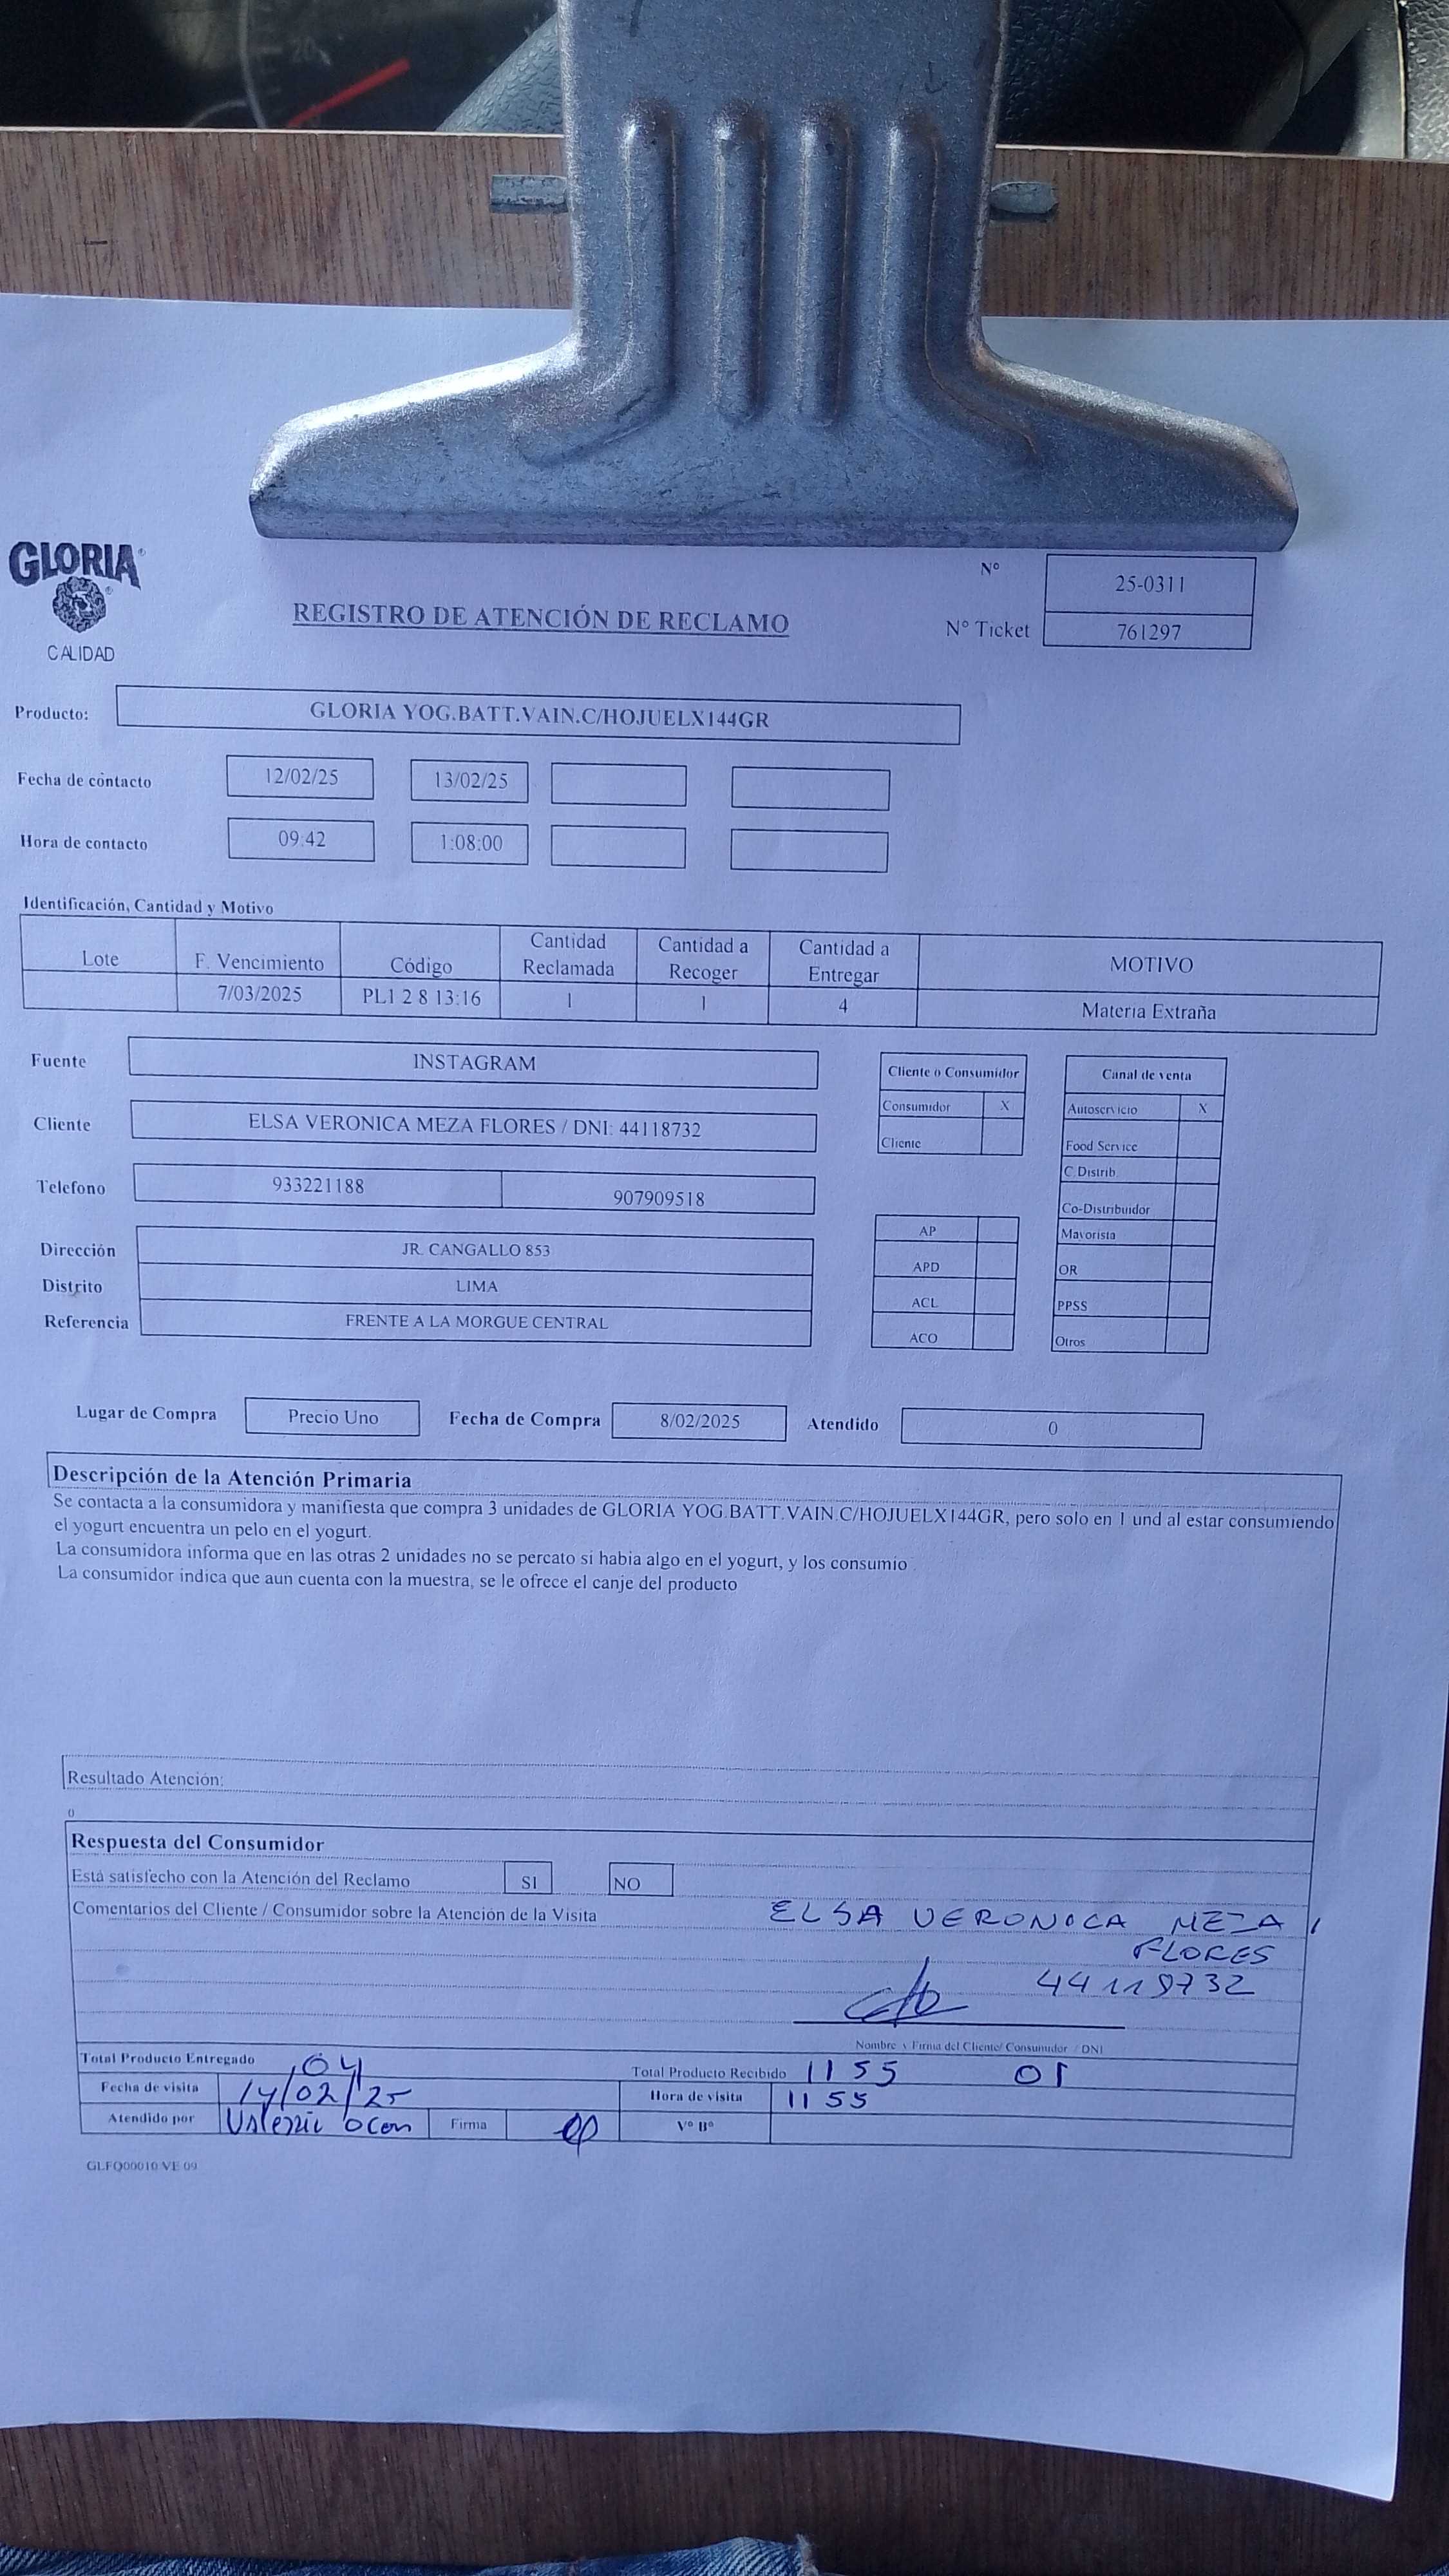 GLORIA
CALIDAD
REGISTRO DE ATENCIÓN DE RECLAMO
Nº 25-0311
Nº Ticket 761297
Producto: GLORIA YOG.BATT.VAIN.C/HOJUELX144GR
Fecha de contacto 12/02/25 13/02/25
Hora de contacto 09:42 1:08:00
Identificación, Cantidad y Motivo
Lote F. Vencimiento Código Cantidad Reclamada Cantidad a Recoger Cantidad a Entregar MOTIVO
7/03/2025 PL1 2 8 13:16 1 1 4 Materia Extraña
Fuente INSTAGRAM
Cliente ELSA VERONICA MEZA FLORES / DNI: 44118732
Telefono 933221188 907909518
Dirección JR. CANGALLO 853
Distrito LIMA
Referencia FRENTE A LA MORGUE CENTRAL
Cliente o Consumidor
Consumidor X
Cliente
AP
APD
ACL
ACO
Canal de venta
Autoservicio X
Food Service
C.Distrib.
Co-Distribuidor
Mayorista
OR
PPSS
Otros
Lugar de Compra Precio Uno Fecha de Compra 8/02/2025 Atendido 0
Descripción de la Atención Primaria
Se contacta a la consumidora y manifiesta que compra 3 unidades de GLORIA YOG.BATT.VAIN.C/HOJUELX144GR, pero solo en 1 und al estar consumiendo
el yogurt encuentra un pelo en el yogurt.
La consumidora informa que en las otras 2 unidades no se percato si habia algo en el yogurt, y los consumio
La consumidor indica que aun cuenta con la muestra, se le ofrece el canje del producto
Resultado Atención:
0
Respuesta del Consumidor
Está satisfecho con la Atención del Reclamo SI NO
Comentarios del Cliente / Consumidor sobre la Atención de la Visita
ELSA VERONICA MEZA
FLORES
44118732
Nombre y Firma del Cliente/ Consumidor / DNI
Total Producto Entregado 04 Total Producto Recibido 11 55 01
Fecha de visita 14/02/25 Hora de visita 11 55
Atendido por Firma Vº Bº
GLFQ00010 VE 09